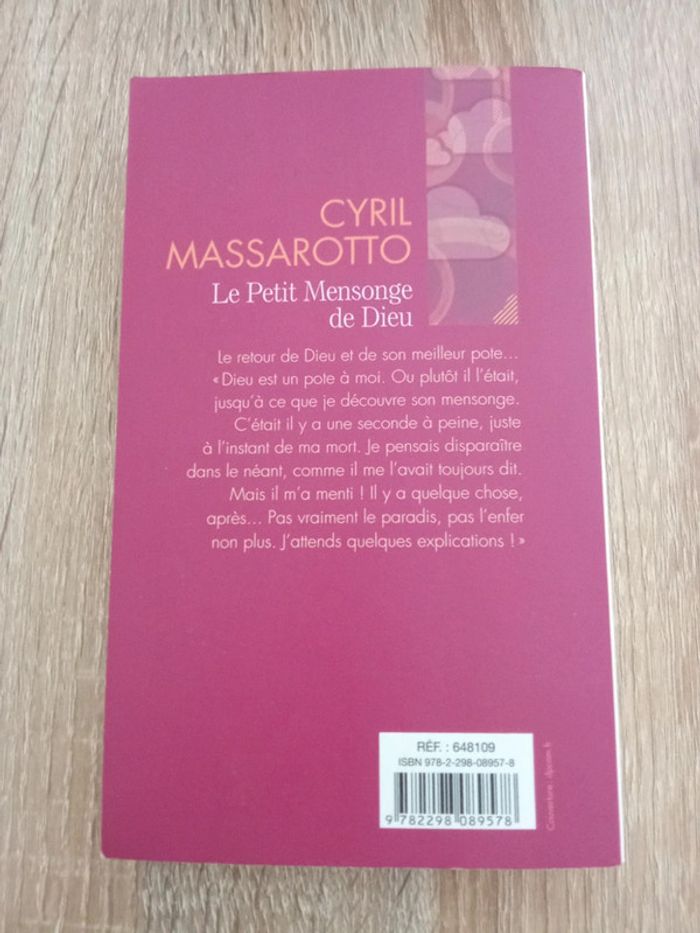 CYRIL
MASSAROTTO
Le Petit Mensonge
de Dieu
Le retour de Dieu et de son meilleur pote...
« Dieu est un pote à moi. Ou plutôt il l'était,
jusqu'à ce que je découvre son mensonge.
C'était il y a une seconde à peine, juste
à l'instant de ma mort. Je pensais disparaître
dans le néant, comme il me l'avait toujours dit.
Mais il m'a menti ! Il y a quelque chose,
après... Pas vraiment le paradis, pas l'enfer
non plus. J'attends quelques explications ! »
RÉF. : 648109
ISBN 978-2-298-08957-8
9 782298 089578
Couverture :